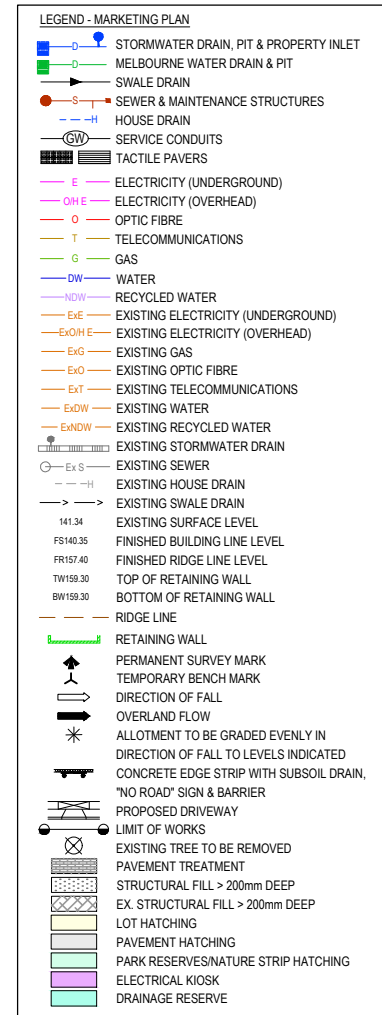 LEGEND - MARKETING PLAN
D STORMWATER DRAIN, PIT & PROPERTY INLET
D MELBOURNE WATER DRAIN & PIT
SWALE DRAIN
S SEWER & MAINTENANCE STRUCTURES
H HOUSE DRAIN
GW SERVICE CONDUITS
TACTILE PAVERS
E ELECTRICITY (UNDERGROUND)
O/H E ELECTRICITY (OVERHEAD)
O OPTIC FIBRE
T TELECOMMUNICATIONS
G GAS
DW WATER
NDW RECYCLED WATER
ExE EXISTING ELECTRICITY (UNDERGROUND)
ExO/H E EXISTING ELECTRICITY (OVERHEAD)
ExG EXISTING GAS
ExO EXISTING OPTIC FIBRE
ExT EXISTING TELECOMMUNICATIONS
ExDW EXISTING WATER
ExNDW EXISTING RECYCLED WATER
EXISTING STORMWATER DRAIN
Ex S EXISTING SEWER
H EXISTING HOUSE DRAIN
> > EXISTING SWALE DRAIN
141.34 EXISTING SURFACE LEVEL
FS140.35 FINISHED BUILDING LINE LEVEL
FR157.40 FINISHED RIDGE LINE LEVEL
TW159.30 TOP OF RETAINING WALL
BW159.30 BOTTOM OF RETAINING WALL
RIDGE LINE
RETAINING WALL
PERMANENT SURVEY MARK
TEMPORARY BENCH MARK
DIRECTION OF FALL
OVERLAND FLOW
ALLOTMENT TO BE GRADED EVENLY IN
DIRECTION OF FALL TO LEVELS INDICATED
CONCRETE EDGE STRIP WITH SUBSOIL DRAIN,
"NO ROAD" SIGN & BARRIER
PROPOSED DRIVEWAY
LIMIT OF WORKS
EXISTING TREE TO BE REMOVED
PAVEMENT TREATMENT
STRUCTURAL FILL > 200mm DEEP
EX. STRUCTURAL FILL > 200mm DEEP
LOT HATCHING
PAVEMENT HATCHING
PARK RESERVES/NATURE STRIP HATCHING
ELECTRICAL KIOSK
DRAINAGE RESERVE